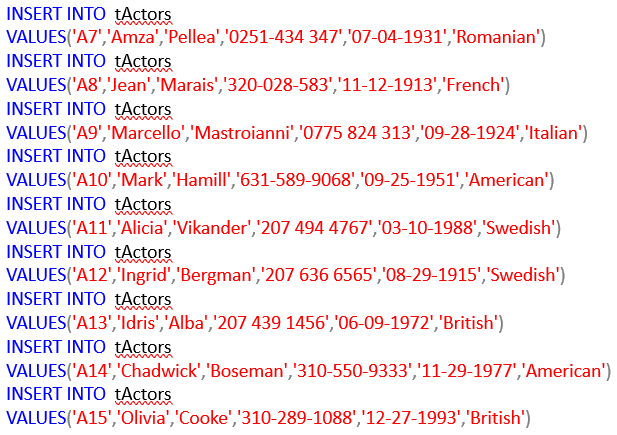 INSERT INTO tActors
VALUES('A7','Amza','Pellea','0251-434 347','07-04-1931','Romanian')
INSERT INTO tActors
VALUES('A8','Jean','Marais','320-028-583','11-12-1913','French')
INSERT INTO tActors
VALUES('A9','Marcello','Mastroianni','0775 824 313','09-28-1924','Italian')
INSERT INTO tActors
VALUES('A10','Mark','Hamill','631-589-9068','09-25-1951','American')
INSERT INTO tActors
VALUES('A11','Alicia','Vikander','207 494 4767','03-10-1988','Swedish')
INSERT INTO tActors
VALUES('A12','Ingrid','Bergman','207 636 6565','08-29-1915','Swedish')
INSERT INTO tActors
VALUES('A13','Idris','Alba','207 439 1456','06-09-1972','British')
INSERT INTO tActors
VALUES('A14','Chadwick','Boseman','310-550-9333','11-29-1977','American')
INSERT INTO tActors
VALUES('A15','Olivia','Cooke','310-289-1088','12-27-1993','British')